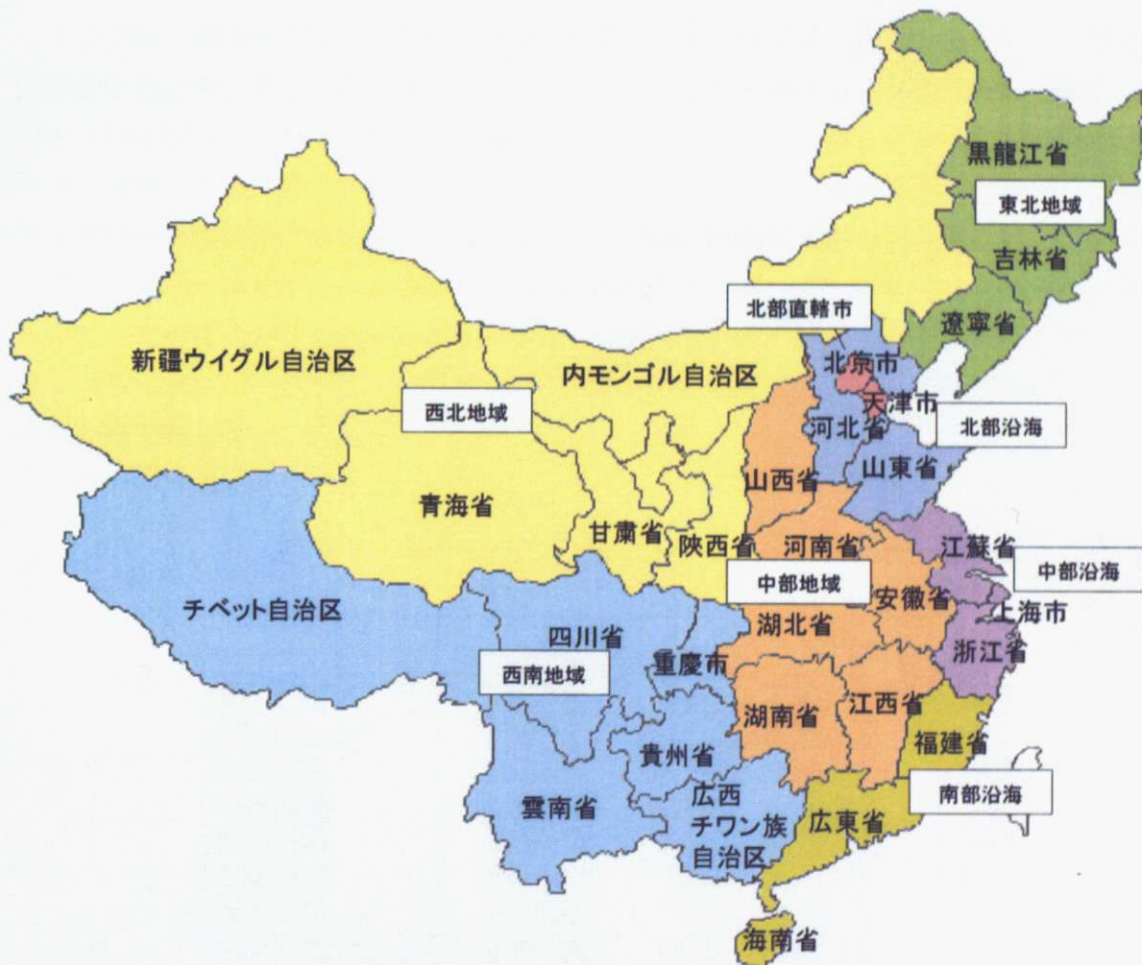 黒龍江省
東北地域
吉林省
北部直轄市
遼寧省
新疆ウイグル自治区
内モンゴル自治区
北京市
西北地域
天津市
河北省
北部沿海
山東省
山西省
青海省
甘粛省
陝西省
河南省
江蘇省
中部地域
中部沿海
安徽省
チベット自治区
上海市
湖北省
四川省
浙江省
重慶市
西南地域
江西省
湖南省
福建省
貴州省
南部沿海
雲南省
広西
チワン族
自治区
広東省
海南省